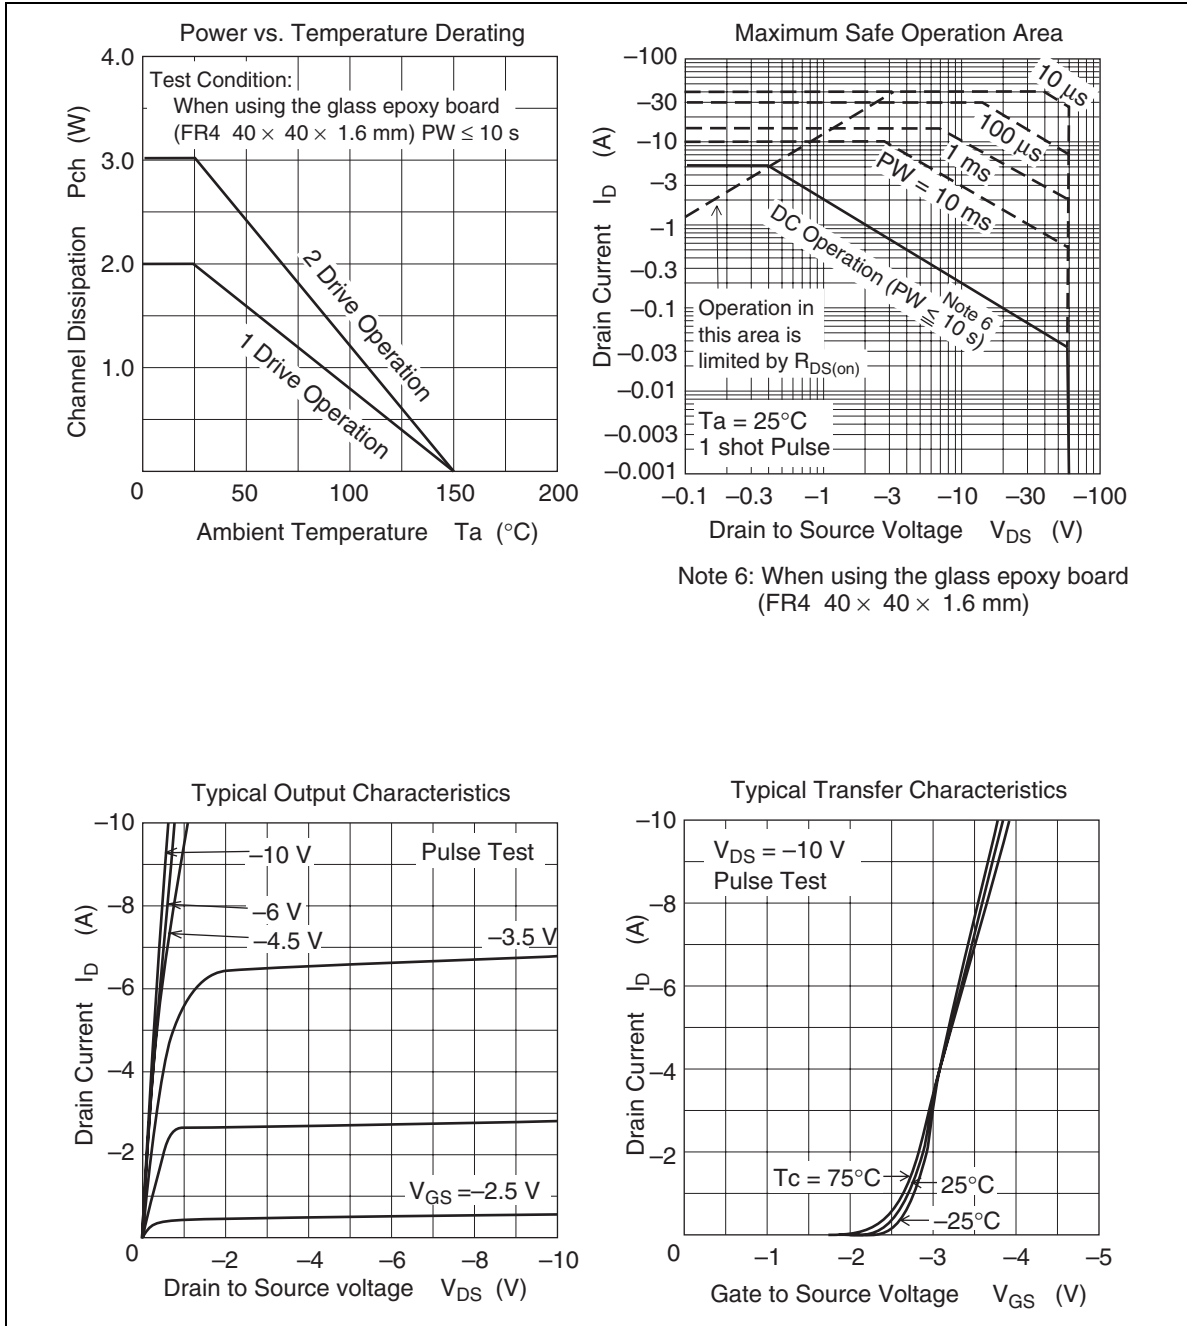 Power vs. Temperature Derating
Channel Dissipation Pch (W)
4.0
3.0
2.0
1.0
Test Condition:
When using the glass epoxy board
(FR4 40 × 40 × 1.6 mm) PW ≤ 10 s
2 Drive Operation
1 Drive Operation
0 50 100 150 200
Ambient Temperature Ta (°C)
Maximum Safe Operation Area
Drain Current ID (A)
–100
–30
–10
–3
–1
–0.3
–0.1
–0.03
–0.01
–0.003
–0.001
10 μs
100 μs
1 ms
PW = 10 ms
DC Operation (PW ≤ 10 s)
Note 6
Operation in
this area is
limited by RDS(on)
Ta = 25°C
1 shot Pulse
–0.1 –0.3 –1 –3 –10 –30 –100
Drain to Source Voltage VDS (V)
Note 6: When using the glass epoxy board
(FR4 40 × 40 × 1.6 mm)
Typical Output Characteristics
Drain Current ID (A)
–10
–8
–6
–4
–2
–10 V
–6 V
–4.5 V
Pulse Test
–3.5 V
VGS =–2.5 V
0 –2 –4 –6 –8 –10
Drain to Source voltage VDS (V)
Typical Transfer Characteristics
Drain Current ID (A)
–10
–8
–6
–4
–2
VDS = –10 V
Pulse Test
Tc = 75°C
25°C
–25°C
0 –1 –2 –3 –4 –5
Gate to Source Voltage VGS (V)